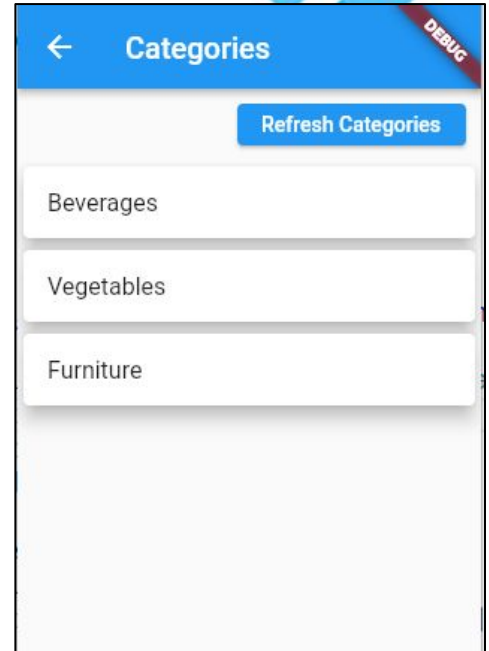 Categories
DEBUG
Refresh Categories
Beverages
Vegetables
Furniture